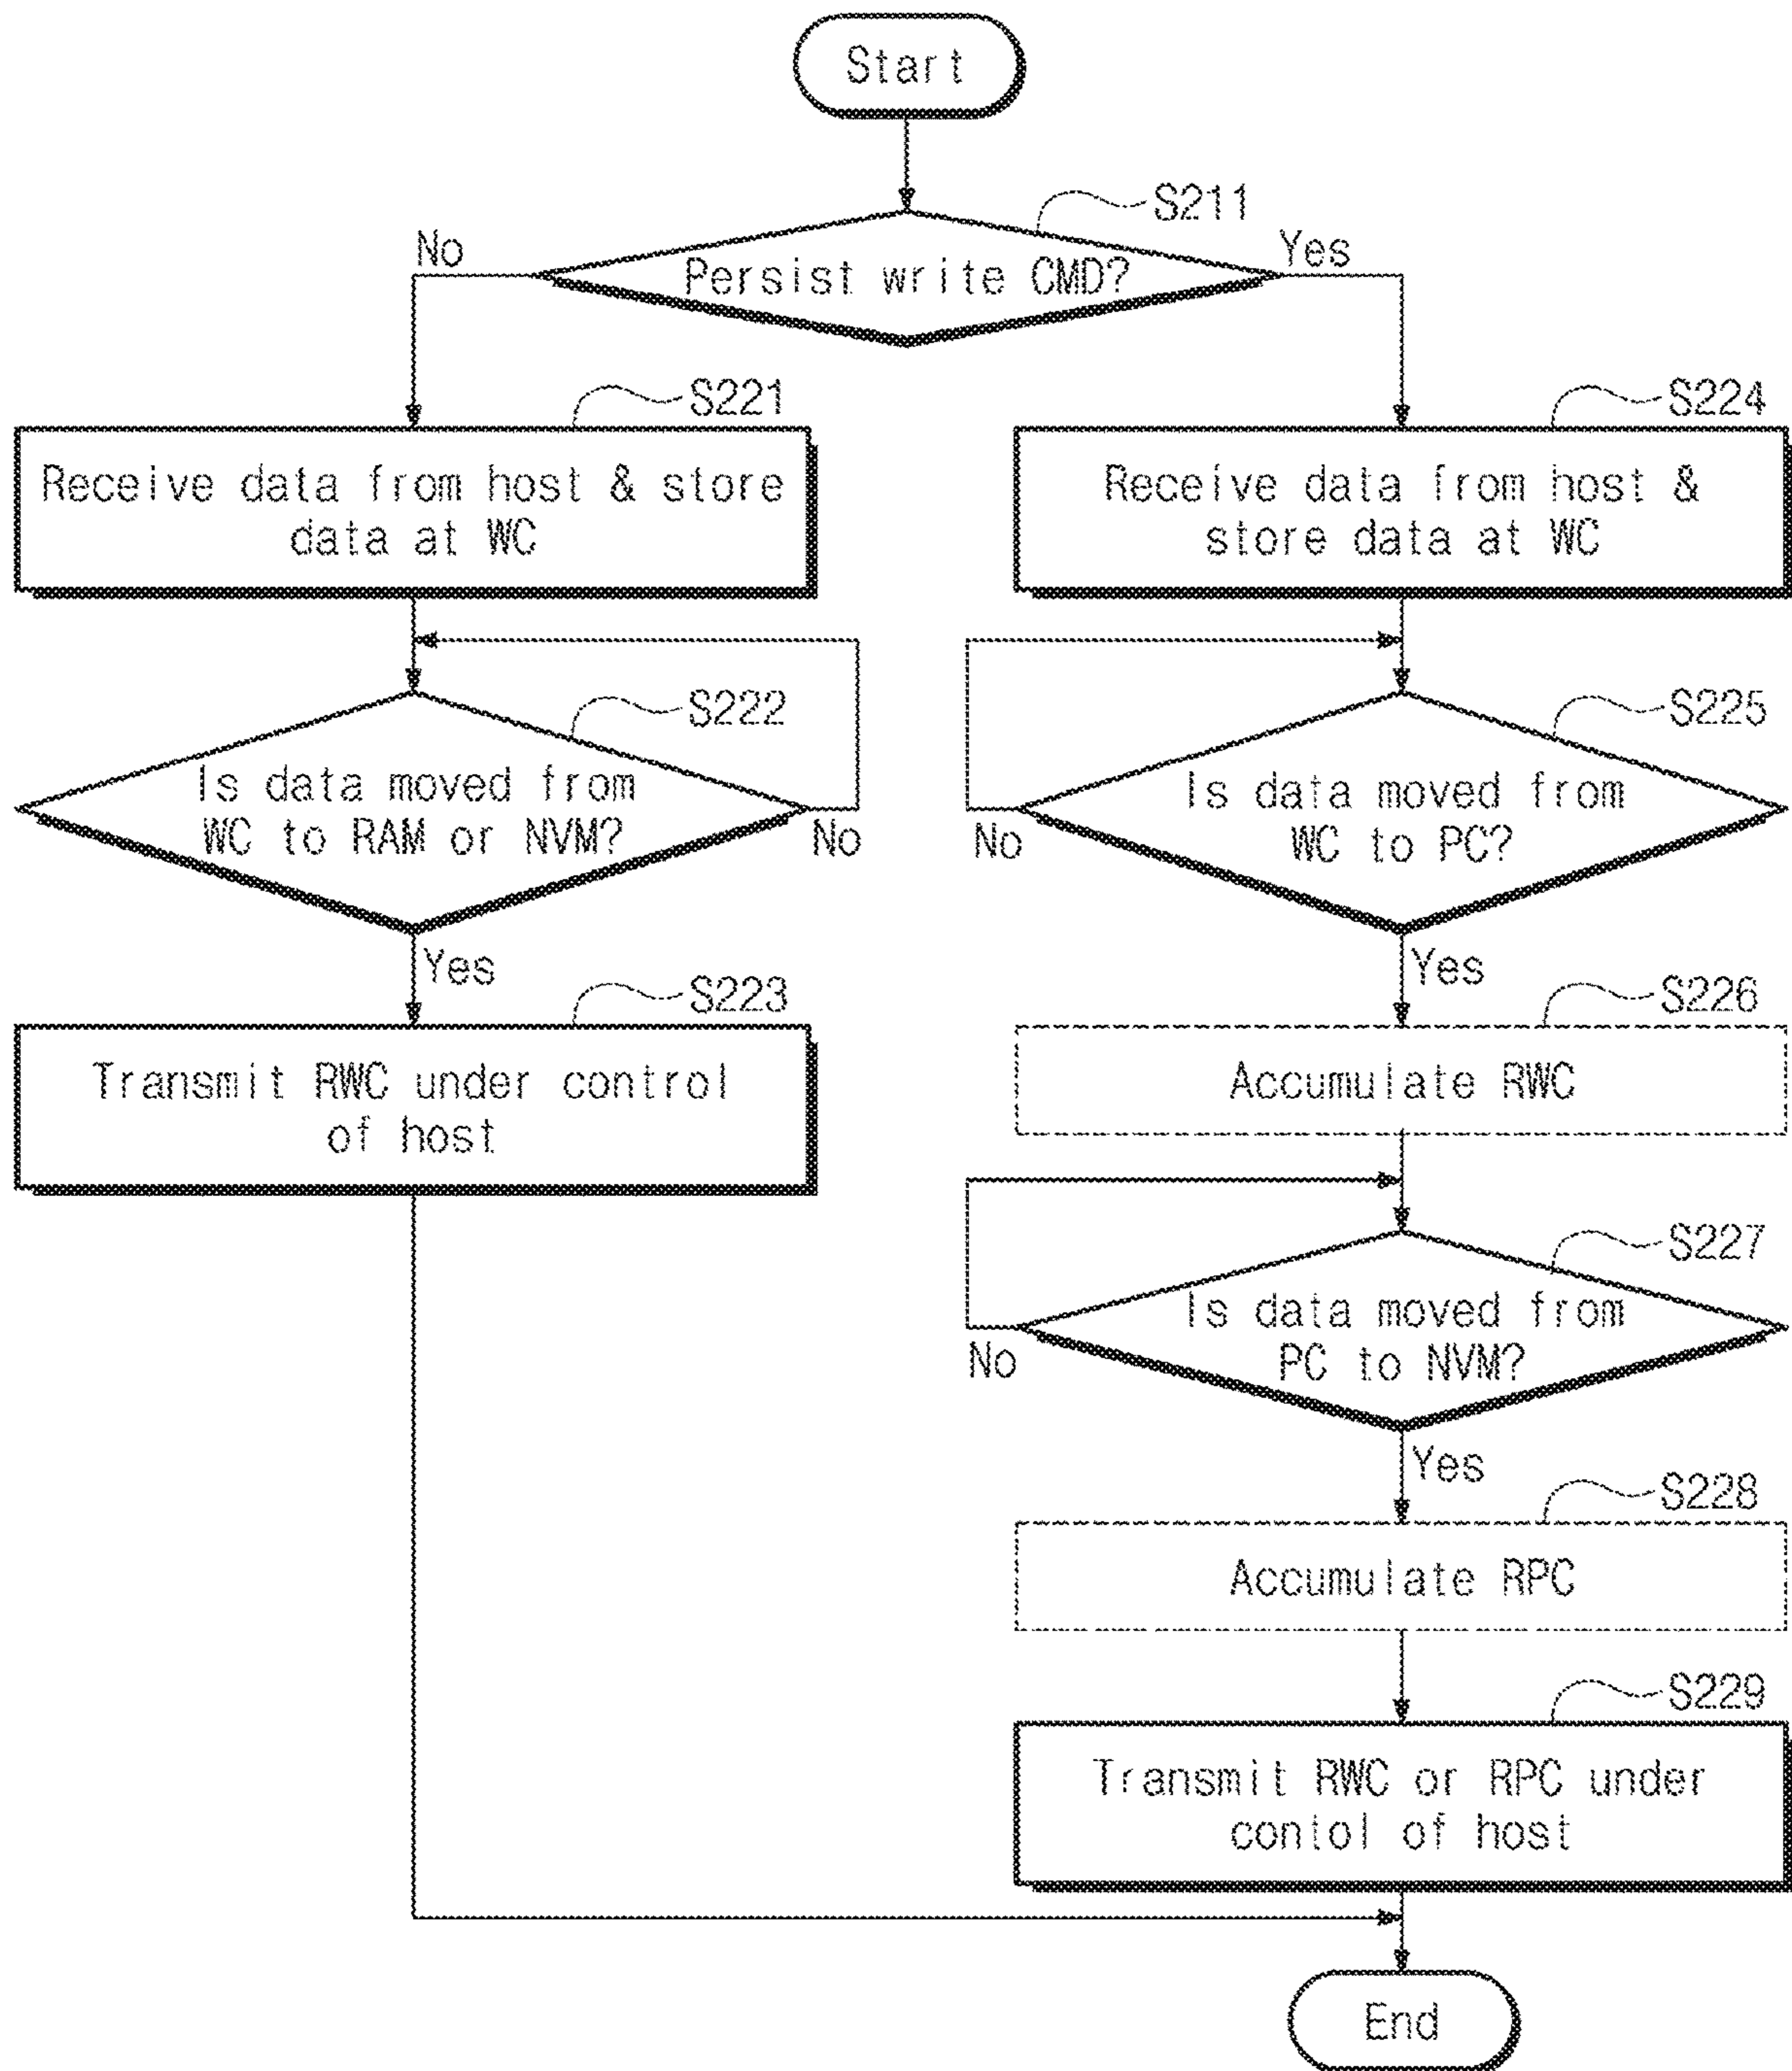 Start
S211
No
Yes
Persist write CMD?
S221
Receive data from host & store
data at WC
S222
Is data moved from
WC to RAM or NVM?
No
Yes
S223
Transmit RWC under control
of host
S224
Receive data from host &
store data at WC
S225
Is data moved from
WC to PC?
No
Yes
S226
Accumulate RWC
S227
Is data moved from
PC to NVM?
No
Yes
S228
Accumulate RPC
S229
Transmit RWC or RPC under
contol of host
End